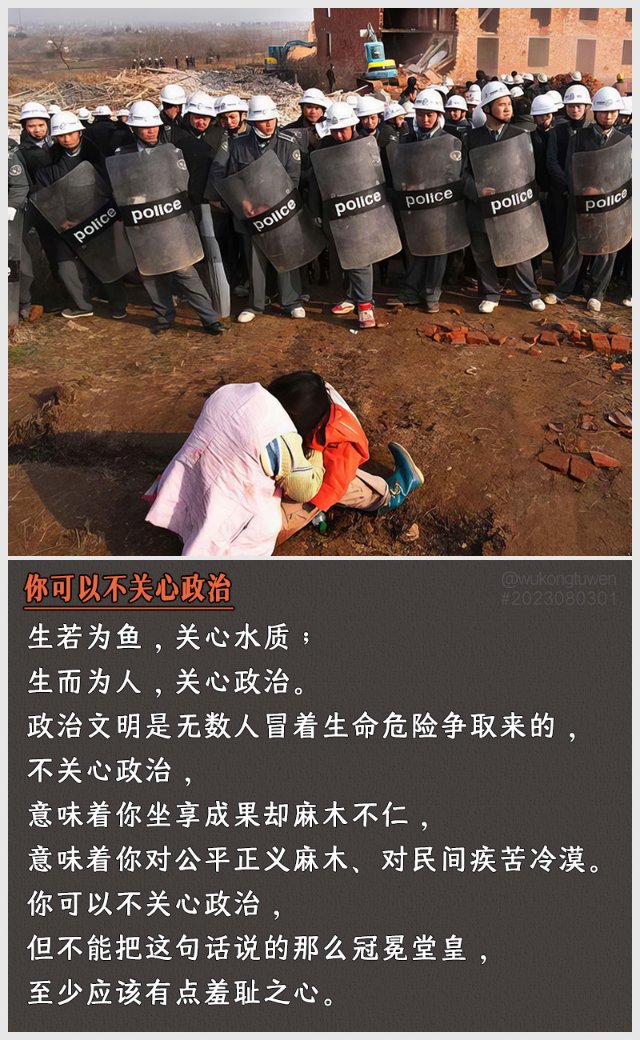 police
police
police
police
police
police
police
你可以不关心政治
@wukongtuwen
#2023080301
生若为鱼，关心水质；
生而为人，关心政治。
政治文明是无数人冒着生命危险争取来的，
不关心政治，
意味着你坐享成果却麻木不仁，
意味着你对公平正义麻木、对民间疾苦冷漠。
你可以不关心政治，
但不能把这句话说的那么冠冕堂皇，
至少应该有点羞耻之心。